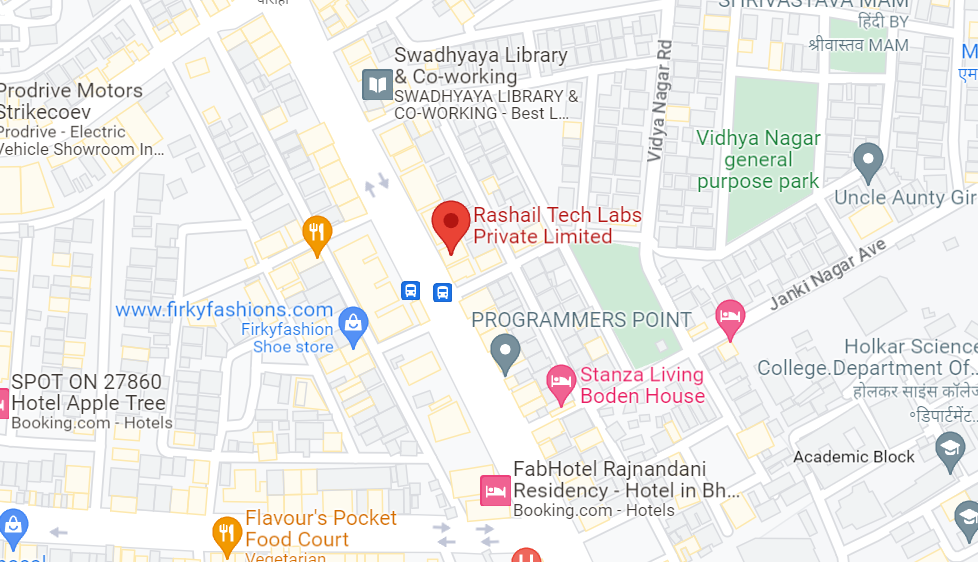 SHRIVASTAVA MAM
हिंदी BY
श्रीवास्तव MAM
Swadhyaya Library
& Co-working
SWADHYAYA LIBRARY &
CO-WORKING - Best L...
Prodrive Motors
Strikecoev
Prodrive - Electric
Vehicle Showroom In...
Vidya Nagar Rd
Vidhya Nagar
general
purpose park
Uncle Aunty Gir
Rashail Tech Labs
Private Limited
Janki Nagar Ave
www.firkyfashions.com
Firkyfashion
Shoe store
PROGRAMMERS POINT
Holkar Science
College.Department Of...
होलकर साइंस कॉलेज
॰डिपार्टमेंट...
Stanza Living
Boden House
SPOT ON 27860
Hotel Apple Tree
Booking.com - Hotels
Academic Block
FabHotel Rajnandani
Residency - Hotel in Bh...
Booking.com - Hotels
Flavour's Pocket
Food Court
Vegetarian